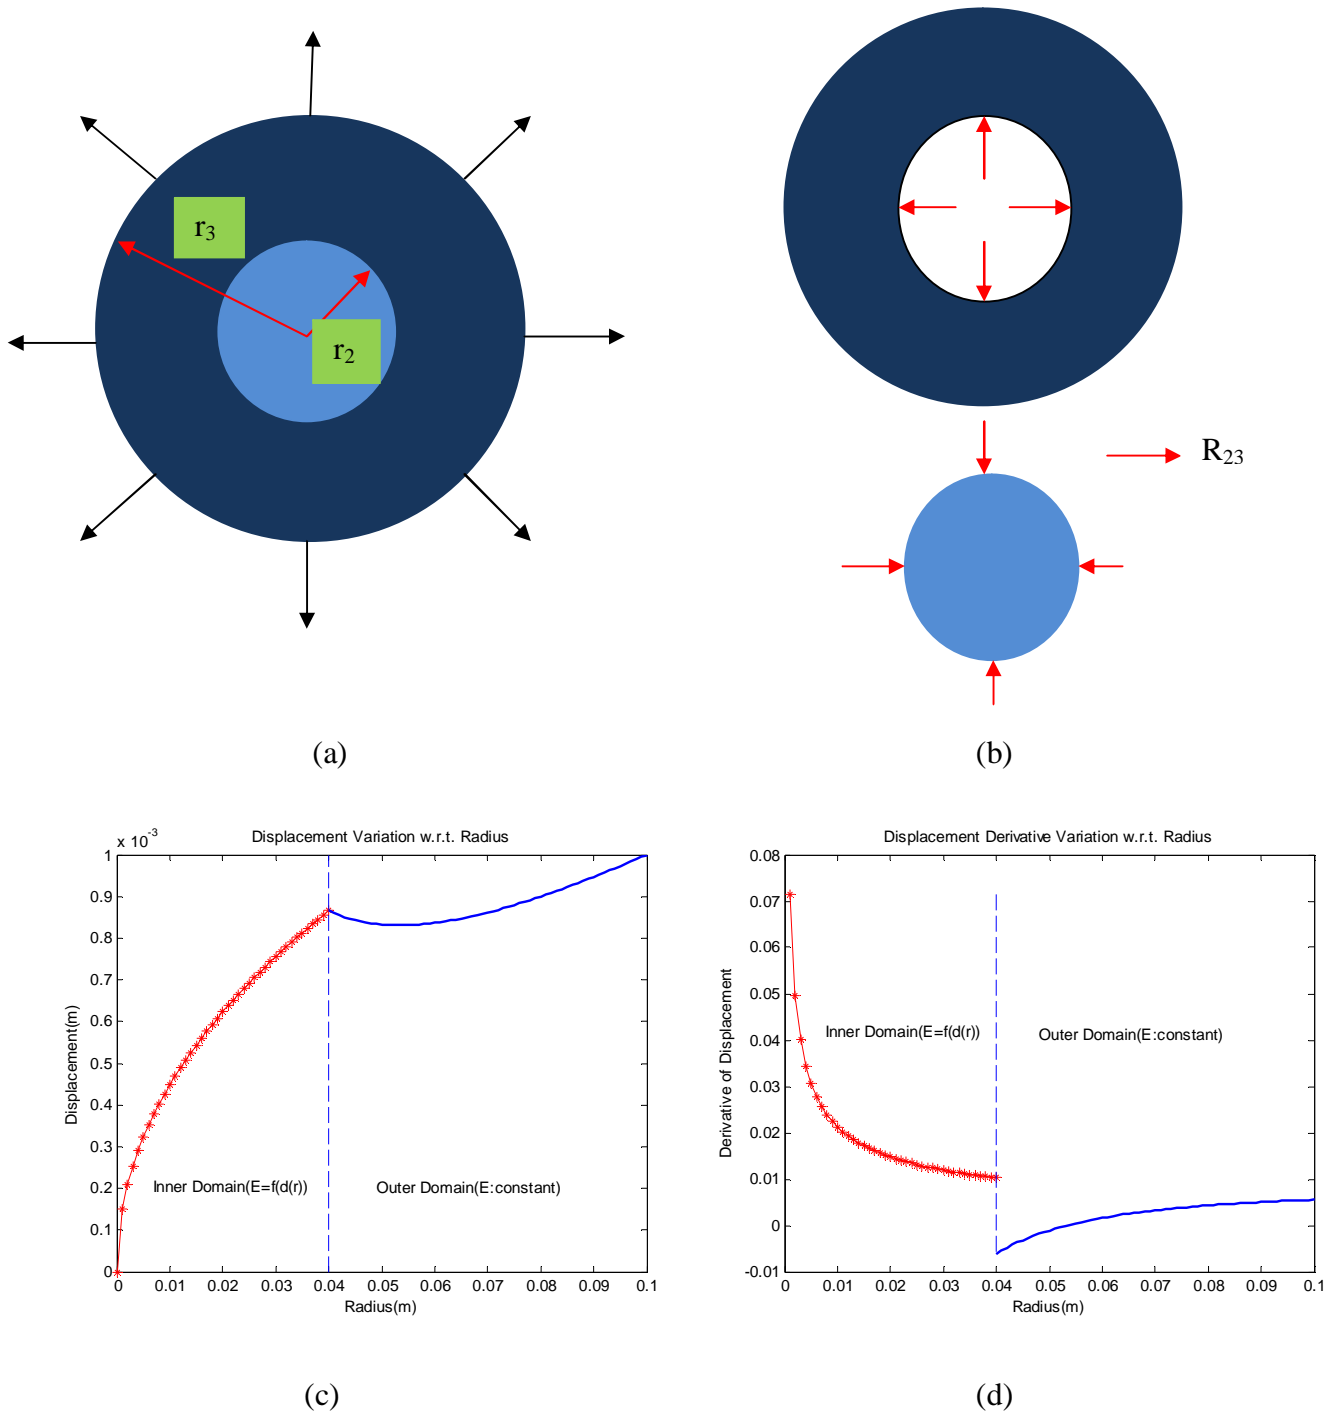 r3
r2
R23
(a)
(b)
x 10-3
Displacement Variation w.r.t. Radius
1
0.9
0.8
0.7
0.6
0.5
0.4
0.3
0.2
0.1
0
Displacement(m)
Inner Domain(E=f(d(r))
Outer Domain(E:constant)
0 0.01 0.02 0.03 0.04 0.05 0.06 0.07 0.08 0.09 0.1
Radius(m)
Displacement Derivative Variation w.r.t. Radius
0.08
0.07
0.06
0.05
0.04
0.03
0.02
0.01
0
-0.01
Derivative of Displacement
Inner Domain(E=f(d(r))
Outer Domain(E:constant)
0 0.01 0.02 0.03 0.04 0.05 0.06 0.07 0.08 0.09 0.1
Radius(m)
(c)
(d)